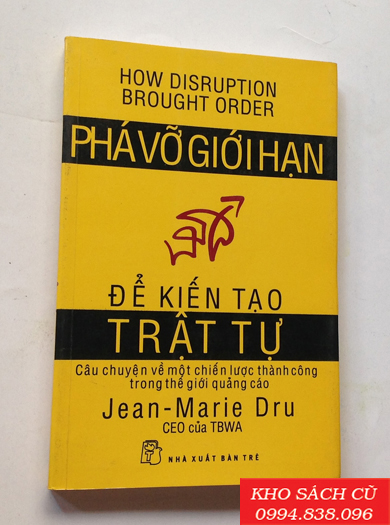 HOW DISRUPTION
BROUGHT ORDER
PHÁ VỠ GIỚI HẠN
ĐỂ KIẾN TẠO
TRẬT TỰ
Câu chuyện về một chiến lược thành công
trong thế giới quảng cáo
Jean-Marie Dru
CEO của TBWA
NHÀ XUẤT BẢN TRẺ
KHO SÁCH CŨ
0994.838.096